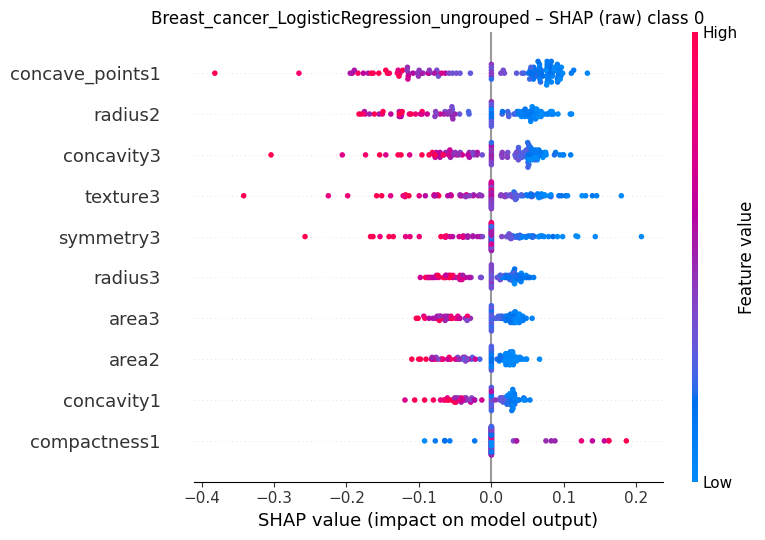 Breast_cancer_LogisticRegression_ungrouped – SHAP (raw) class 0
High
concave_points1
radius2
concavity3
texture3
symmetry3
radius3
area3
area2
concavity1
compactness1
Feature value
Low
−0.4 −0.3 −0.2 −0.1 0.0 0.1 0.2
SHAP value (impact on model output)